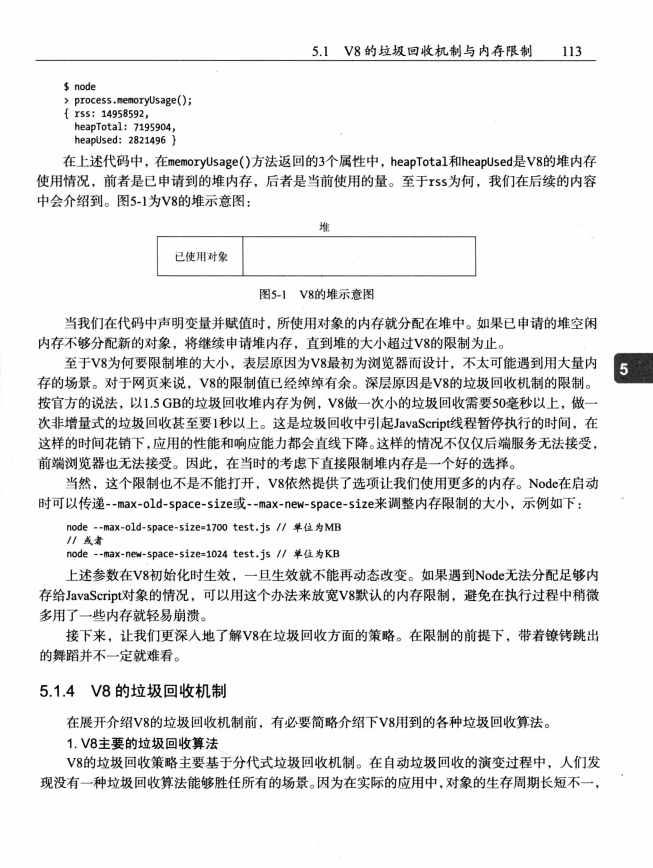 5.1 V8 的垃圾回收机制与内存限制 113
$ node
> process.memoryUsage();
{ rss: 14958592,
heapTotal: 7195904,
heapUsed: 2821496 }
在上述代码中，在memoryUsage()方法返回的3个属性中，heapTotal和heapUsed是V8的堆内存
使用情况，前者是已申请到的堆内存，后者是当前使用的量。至于rss为何，我们在后续的内容
中会介绍到。图5-1为V8的堆示意图：
堆
已使用对象
图5-1 V8的堆示意图
当我们在代码中声明变量并赋值时，所使用对象的内存就分配在堆中。如果已申请的堆空闲
内存不够分配新的对象，将继续申请堆内存，直到堆的大小超过V8的限制为止。
至于V8为何要限制堆的大小，表层原因为V8最初为浏览器而设计，不太可能遇到用大量内
存的场景。对于网页来说，V8的限制值已经绰绰有余。深层原因是V8的垃圾回收机制的限制。
按官方的说法，以1.5 GB的垃圾回收堆内存为例，V8做一次小的垃圾回收需要50毫秒以上，做一
次非增量式的垃圾回收甚至要1秒以上。这是垃圾回收中引起JavaScript线程暂停执行的时间，在
这样的时间花销下，应用的性能和响应能力都会直线下降。这样的情况不仅仅后端服务无法接受，
前端浏览器也无法接受。因此，在当时的考虑下直接限制堆内存是一个好的选择。
5
当然，这个限制也不是不能打开，V8依然提供了选项让我们使用更多的内存。Node在启动
时可以传递--max-old-space-size或--max-new-space-size来调整内存限制的大小，示例如下：
node --max-old-space-size=1700 test.js // 单位为MB
// 或者
node --max-new-space-size=1024 test.js // 单位为KB
上述参数在V8初始化时生效，一旦生效就不能再动态改变。如果遇到Node无法分配足够内
存给JavaScript对象的情况，可以用这个办法来放宽V8默认的内存限制，避免在执行过程中稍微
多用了一些内存就轻易崩溃。
接下来，让我们更深入地了解V8在垃圾回收方面的策略。在限制的前提下，带着镣铐跳出
的舞蹈并不一定就难看。
5.1.4 V8 的垃圾回收机制
在展开介绍V8的垃圾回收机制前，有必要简略介绍下V8用到的各种垃圾回收算法。
1. V8主要的垃圾回收算法
V8的垃圾回收策略主要基于分代式垃圾回收机制。在自动垃圾回收的演变过程中，人们发
现没有一种垃圾回收算法能够胜任所有的场景。因为在实际的应用中，对象的生存周期长短不一，